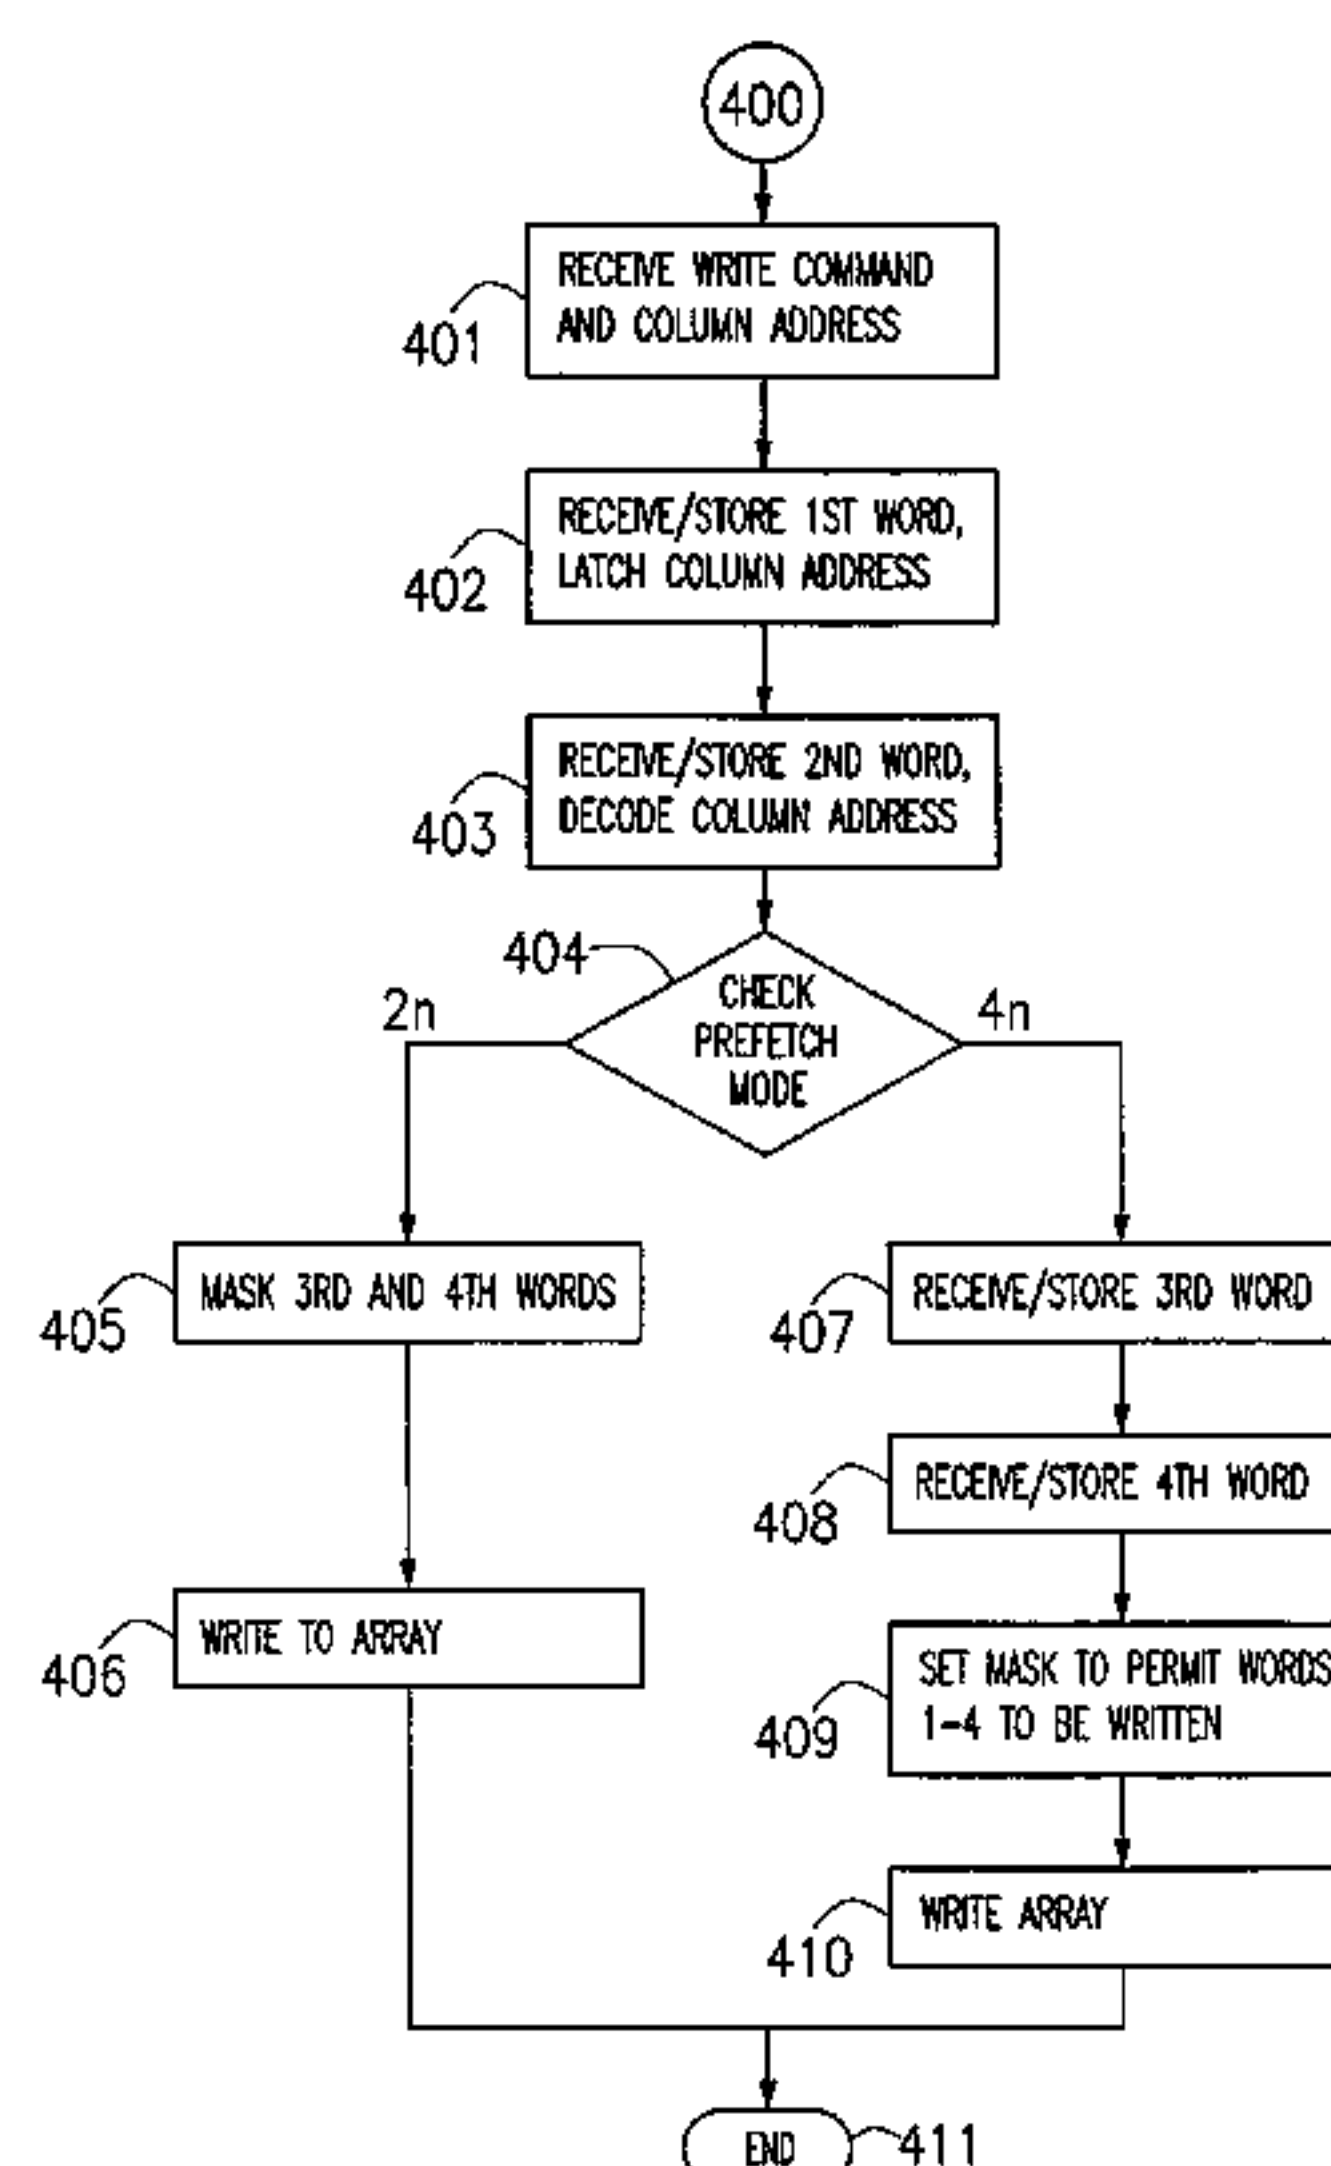 400
RECEIVE WRITE COMMAND
AND COLUMN ADDRESS
401
RECEIVE/STORE 1ST WORD,
LATCH COLUMN ADDRESS
402
RECEIVE/STORE 2ND WORD,
DECODE COLUMN ADDRESS
403
404
CHECK
PREFETCH
MODE
2n
4n
MASK 3RD AND 4TH WORDS
405
WRITE TO ARRAY
406
RECEIVE/STORE 3RD WORD
407
RECEIVE/STORE 4TH WORD
408
SET MASK TO PERMIT WORDS
1-4 TO BE WRITTEN
409
WRITE ARRAY
410
END
411